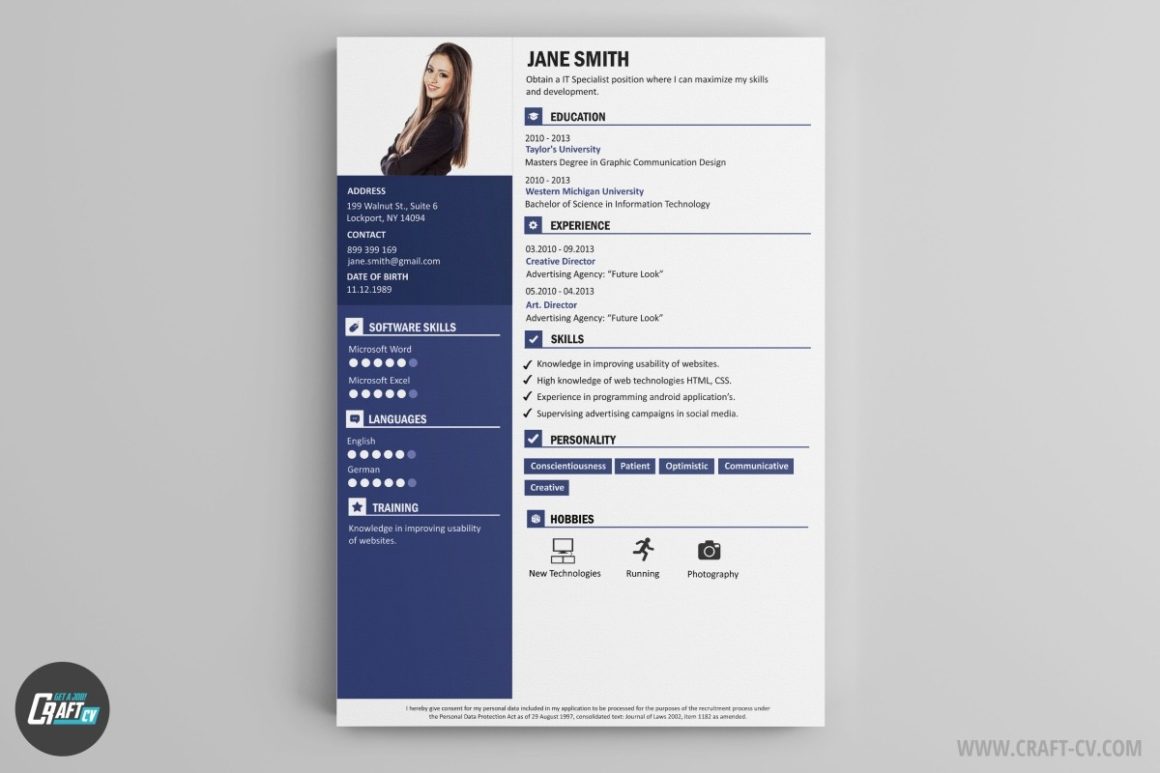 JANE SMITH
Obtain a IT Specialist position where I can maximize my skills
and development.
ADDRESS
199 Walnut St., Suite 6
Lockport, NY 14094
CONTACT
899 399 169
jane.smith@gmail.com
DATE OF BIRTH
11.12.1989
SOFTWARE SKILLS
Microsoft Word
Microsoft Excel
LANGUAGES
English
German
TRAINING
Knowledge in improving usability
of websites.
EDUCATION
2010 - 2013
Taylor's University
Masters Degree in Graphic Communication Design
2010 - 2013
Western Michigan University
Bachelor of Science in Information Technology
EXPERIENCE
03.2010 - 09.2013
Creative Director
Advertising Agency: “Future Look”
05.2010 - 04.2013
Art. Director
Advertising Agency: “Future Look”
SKILLS
Knowledge in improving usability of websites.
High knowledge of web technologies HTML, CSS.
Experience in programming android application's.
Supervising advertising campaigns in social media.
PERSONALITY
Conscientiousness Patient Optimistic Communicative
Creative
HOBBIES
New Technologies Running Photography
I hereby give consent for my personal data included in my application to be processed for the purposes of the recruitment process under
the Personal Data Protection Act as of 29 August 1997, consolidated text: Journal of Laws 2002, item 1182 as amended.
GET A JOB!
CRAFT CV
WWW.CRAFT-CV.COM